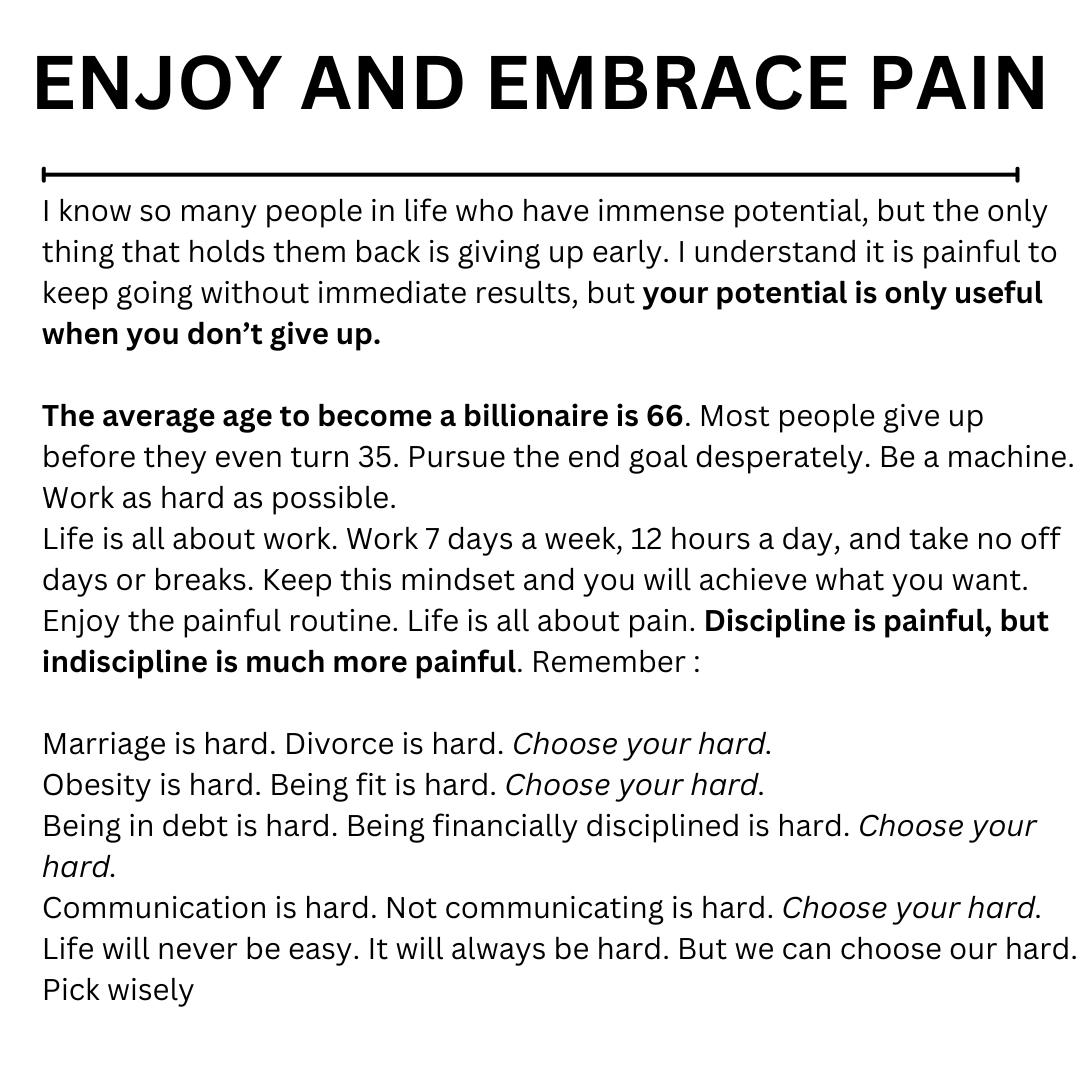 ENJOY AND EMBRACE PAIN
I know so many people in life who have immense potential, but the only
thing that holds them back is giving up early. I understand it is painful to
keep going without immediate results, but your potential is only useful
when you don’t give up.
The average age to become a billionaire is 66. Most people give up
before they even turn 35. Pursue the end goal desperately. Be a machine.
Work as hard as possible.
Life is all about work. Work 7 days a week, 12 hours a day, and take no off
days or breaks. Keep this mindset and you will achieve what you want.
Enjoy the painful routine. Life is all about pain. Discipline is painful, but
indiscipline is much more painful. Remember :
Marriage is hard. Divorce is hard. Choose your hard.
Obesity is hard. Being fit is hard. Choose your hard.
Being in debt is hard. Being financially disciplined is hard. Choose your
hard.
Communication is hard. Not communicating is hard. Choose your hard.
Life will never be easy. It will always be hard. But we can choose our hard.
Pick wisely